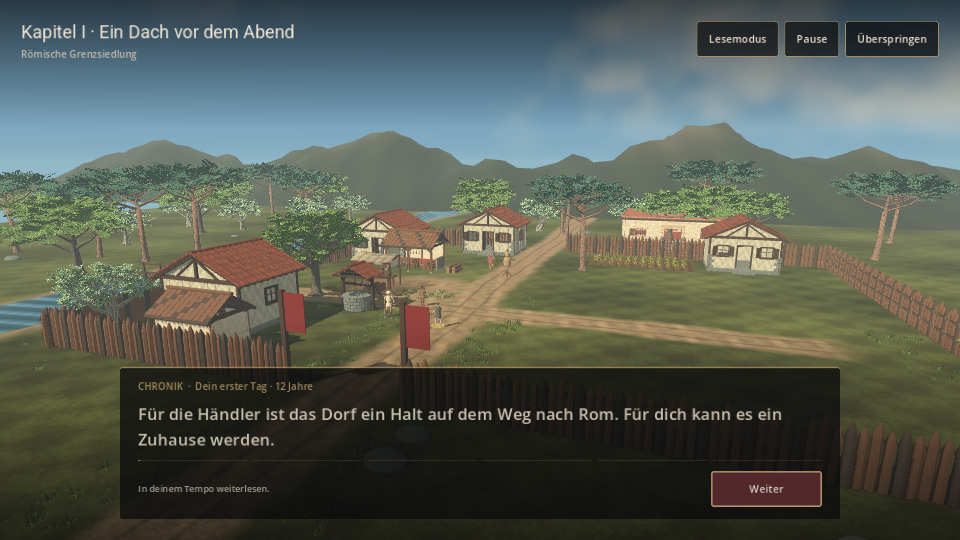 Kapitel I · Ein Dach vor dem Abend
Römische Grenzsiedlung
Lesemodus
Pause
Überspringen
CHRONIK · Dein erster Tag · 12 Jahre
Für die Händler ist das Dorf ein Halt auf dem Weg nach Rom. Für dich kann es ein
Zuhause werden.
In deinem Tempo weiterlesen.
Weiter